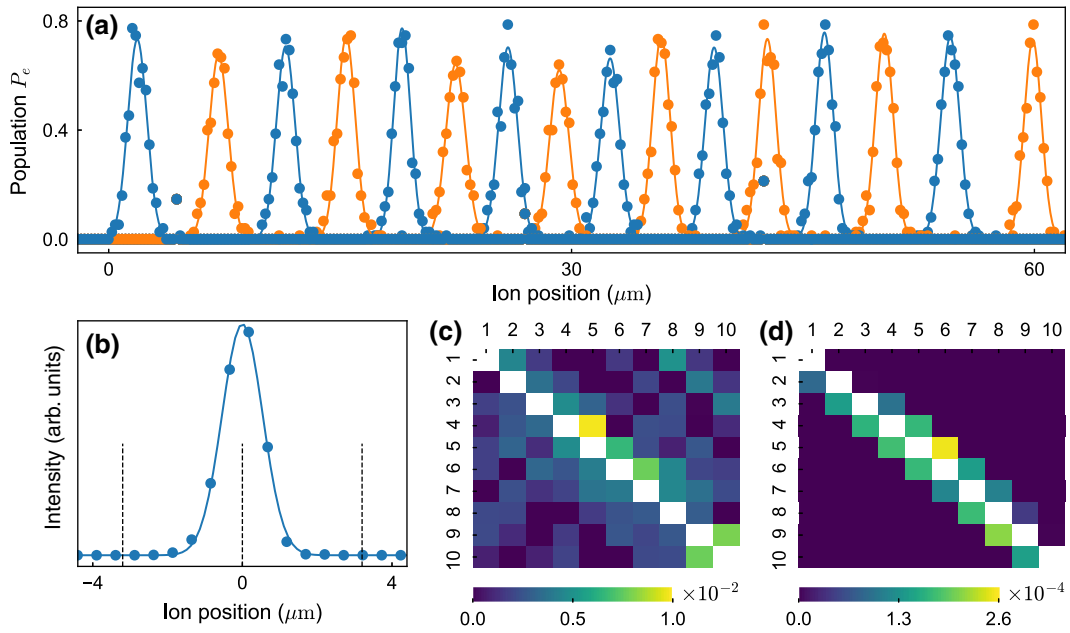 (a)
Population P_e
0.8
0.4
0.0
0 30 60
Ion position (μm)
(b)
Intensity (arb. units)
−4 0 4
Ion position (μm)
(c)
1 2 3 4 5 6 7 8 9 10
1
2
3
4
5
6
7
8
9
10
×10⁻²
0.0 0.5 1.0
(d)
1 2 3 4 5 6 7 8 9 10
1
2
3
4
5
6
7
8
9
10
×10⁻⁴
0.0 1.3 2.6